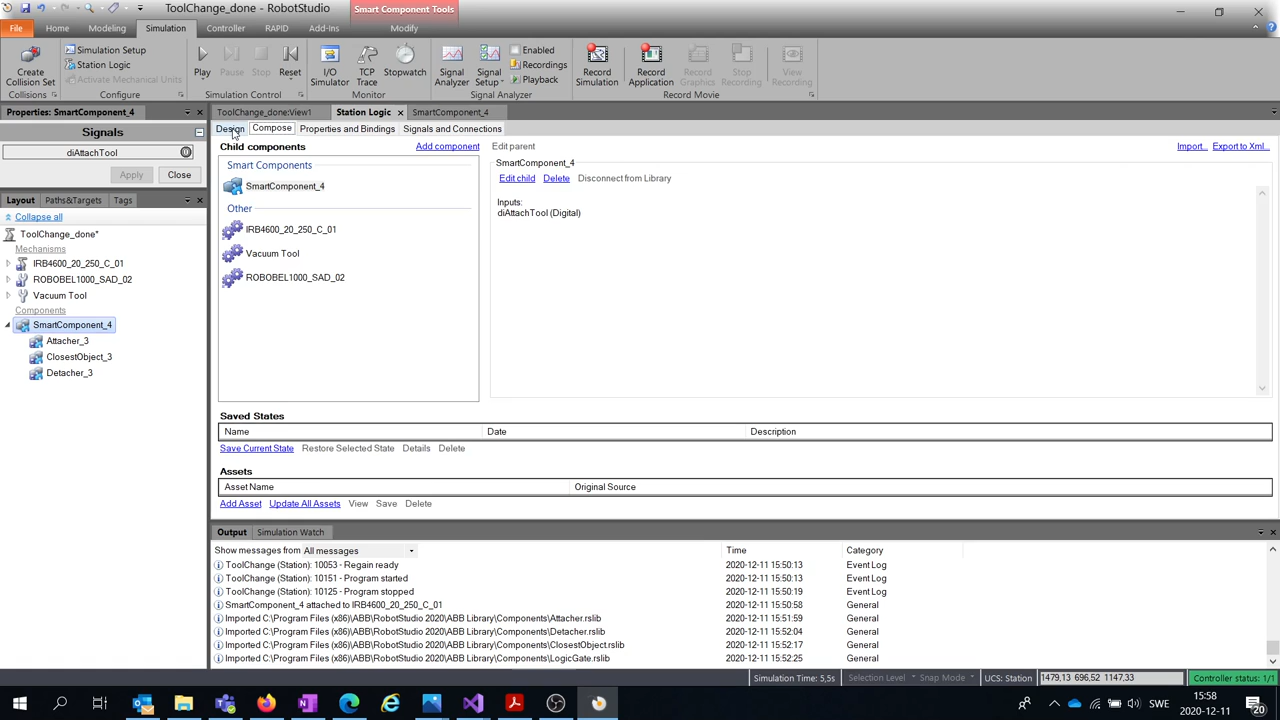 ToolChange_done - RobotStudio
Smart Component Tools
File Home Modeling Simulation Controller RAPID Add-Ins Modify
Create Collision Set
Simulation Setup
Station Logic
Activate Mechanical Units
Play Pause Stop Reset
I/O Simulator
TCP Trace
Stopwatch
Signal Analyzer
Signal Setup
Enabled
Recordings
Playback
Record Simulation
Record Application
Record Graphics
Stop Recording
View Recording
Collisions Configure Simulation Control Monitor Signal Analyzer Record Movie
Properties: SmartComponent_4
ToolChange_done:View1 Station Logic SmartComponent_4
Signals
diAttachTool
Apply Close
Layout Paths&Targets Tags
Collapse all
ToolChange_done*
Mechanisms
IRB4600_20_250_C_01
ROBOBEL1000_SAD_02
Vacuum Tool
Components
SmartComponent_4
Attacher_3
ClosestObject_3
Detacher_3
Design Compose Properties and Bindings Signals and Connections
Child components Add component
Smart Components
SmartComponent_4
Other
IRB4600_20_250_C_01
Vacuum Tool
ROBOBEL1000_SAD_02
Edit parent Import... Export to Xml...
SmartComponent_4
Edit child Delete Disconnect from Library
Inputs:
diAttachTool (Digital)
Saved States
Name Date Description
Save Current State Restore Selected State Details Delete
Assets
Asset Name Original Source
Add Asset Update All Assets View Save Delete
Output Simulation Watch
Show messages from All messages Time Category
ToolChange (Station): 10053 - Regain ready 2020-12-11 15:50:13 Event Log
ToolChange (Station): 10151 - Program started 2020-12-11 15:50:13 Event Log
ToolChange (Station): 10125 - Program stopped 2020-12-11 15:50:19 Event Log
SmartComponent_4 attached to IRB4600_20_250_C_01 2020-12-11 15:50:58 General
Imported C:\Program Files (x86)\ABB\RobotStudio 2020\ABB Library\Components\Attacher.rslib 2020-12-11 15:51:59 General
Imported C:\Program Files (x86)\ABB\RobotStudio 2020\ABB Library\Components\Detacher.rslib 2020-12-11 15:52:04 General
Imported C:\Program Files (x86)\ABB\RobotStudio 2020\ABB Library\Components\ClosestObject.rslib 2020-12-11 15:52:17 General
Imported C:\Program Files (x86)\ABB\RobotStudio 2020\ABB Library\Components\LogicGate.rslib 2020-12-11 15:52:25 General
Simulation Time: 5,5s Selection Level Snap Mode UCS: Station 1479,13 696,52 1147,33 Controller status: 1/1
SWE
15:58
2020-12-11
20